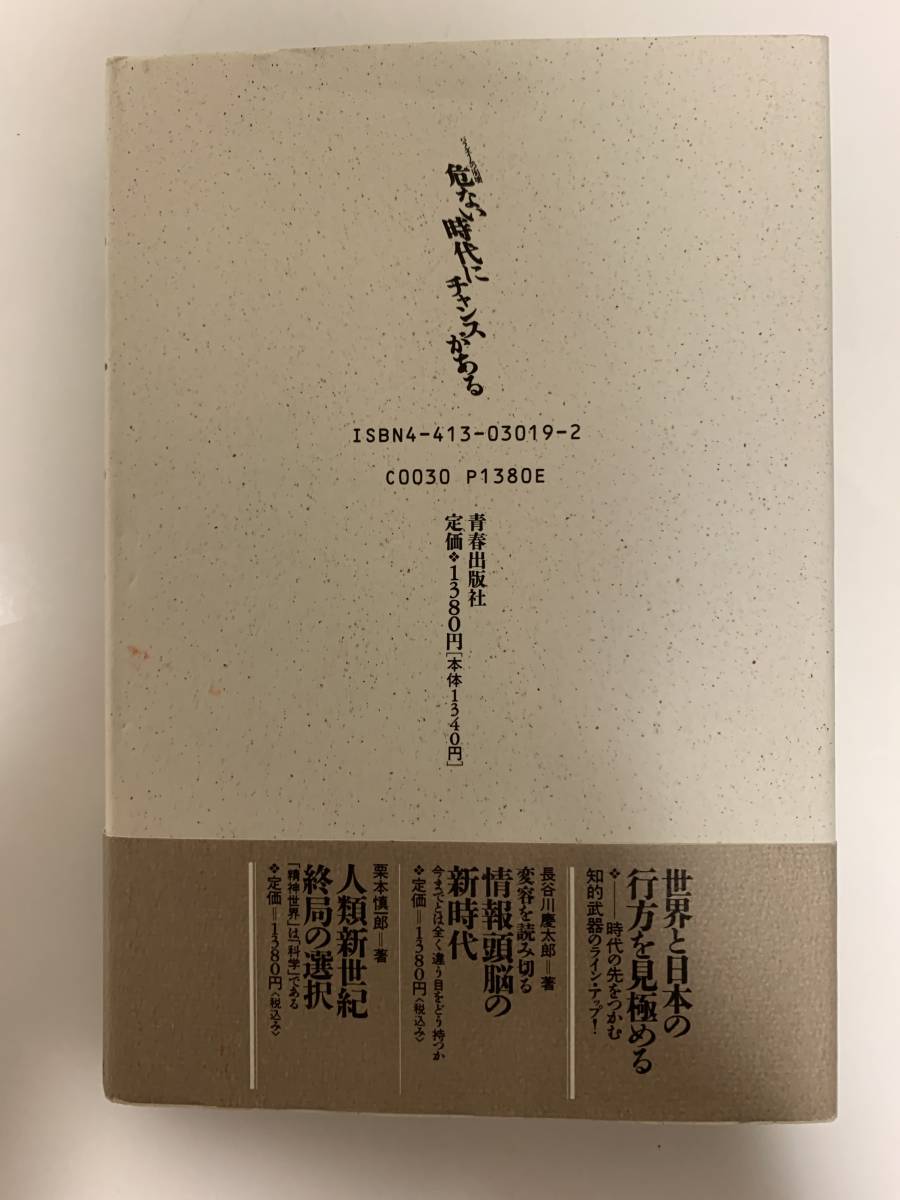 危ない時代にチャンスがある
ISBN4-413-03019-2
C0030 P1380E
青春出版社
定価❖1380円[本体1340円]
世界と日本の
行方を見極める
❖——時代の先をつかむ
知的武器のライン・アップ!
長谷川慶太郎=著
変容を読み切る
情報頭脳の
新時代
今までとは全く違う目をどう持つか
❖定価=1380円〈税込み〉
栗本慎一郎=著
人類新世紀
終局の選択
「精神世界」は「科学」である
❖定価=1380円〈税込み〉